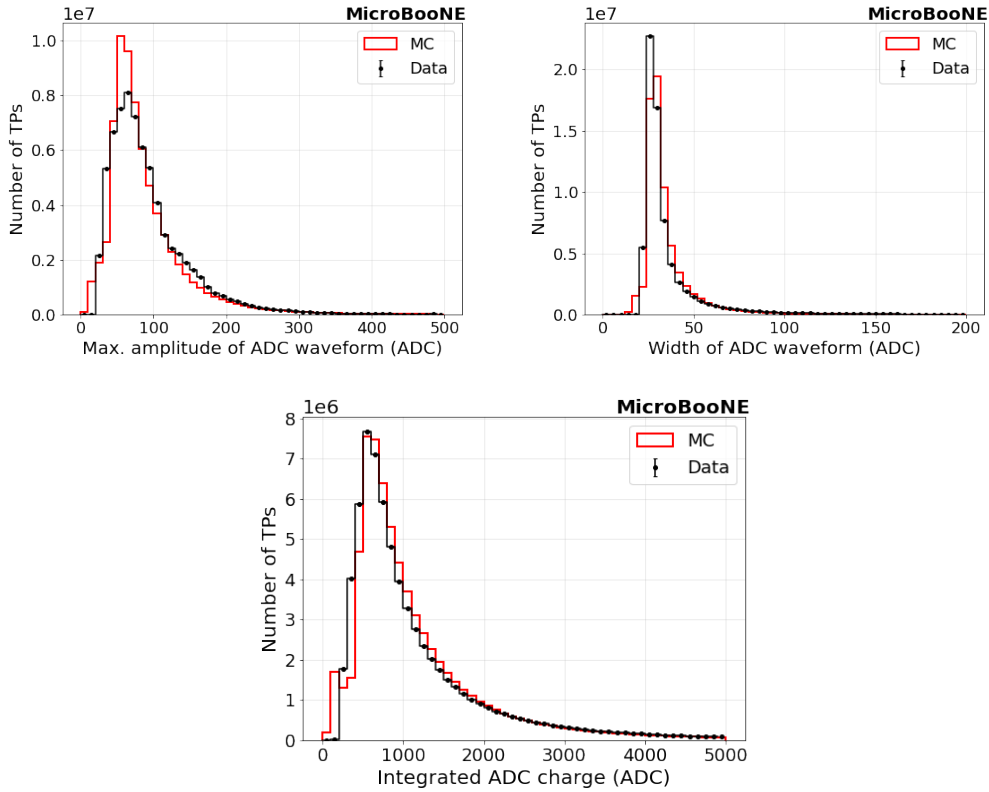 1e7
MicroBooNE
MC
Data
Number of TPs
1.0
0.8
0.6
0.4
0.2
0.0
0 100 200 300 400 500
Max. amplitude of ADC waveform (ADC)
1e7
MicroBooNE
MC
Data
Number of TPs
2.0
1.5
1.0
0.5
0.0
0 50 100 150 200
Width of ADC waveform (ADC)
1e6
MicroBooNE
MC
Data
Number of TPs
8
7
6
5
4
3
2
1
0
0 1000 2000 3000 4000 5000
Integrated ADC charge (ADC)